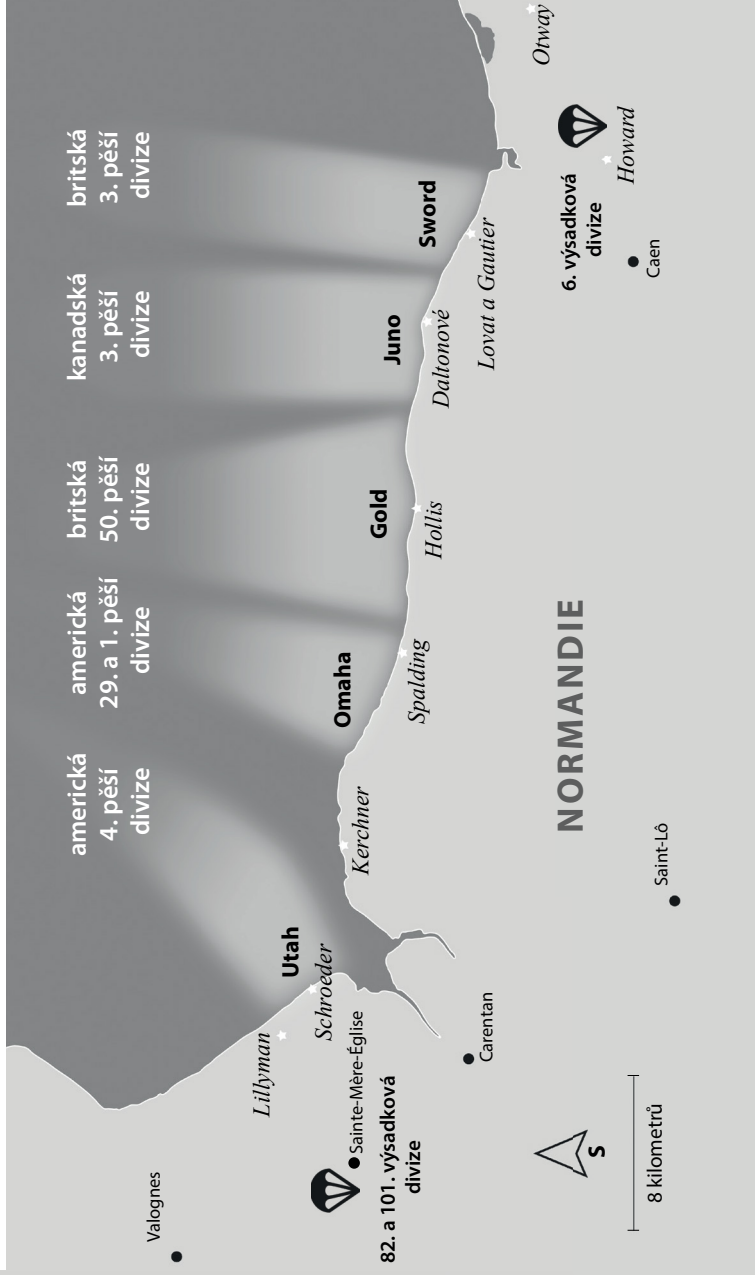 americká
4. pěší
divize
americká
29. a 1. pěší
divize
britská
50. pěší
divize
kanadská
3. pěší
divize
britská
3. pěší
divize
Utah
Omaha
Gold
Juno
Sword
Lillyman
Schroeder
Kerchner
Spalding
Hollis
Daltonové
Lovat a Gautier
Howard
Otway
Valognes
Sainte-Mère-Église
82. a 101. výsadková
divize
Carentan
6. výsadková
divize
Caen
NORMANDIE
Saint-Lô
S
8 kilometrů